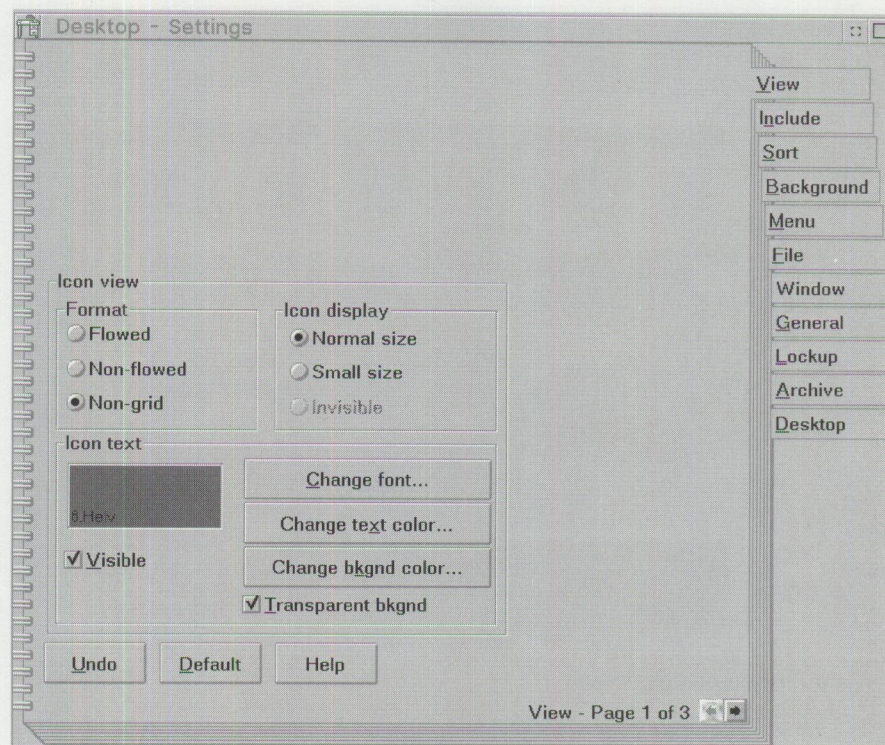 Desktop - Settings
View
Include
Sort
Background
Menu
File
Window
General
Lockup
Archive
Desktop
Icon view
Format
Flowed
Non-flowed
Non-grid
Icon display
Normal size
Small size
Invisible
Icon text
8.Helv
Change font...
Change text color...
Change bkgnd color...
Visible
Transparent bkgnd
Undo
Default
Help
View - Page 1 of 3